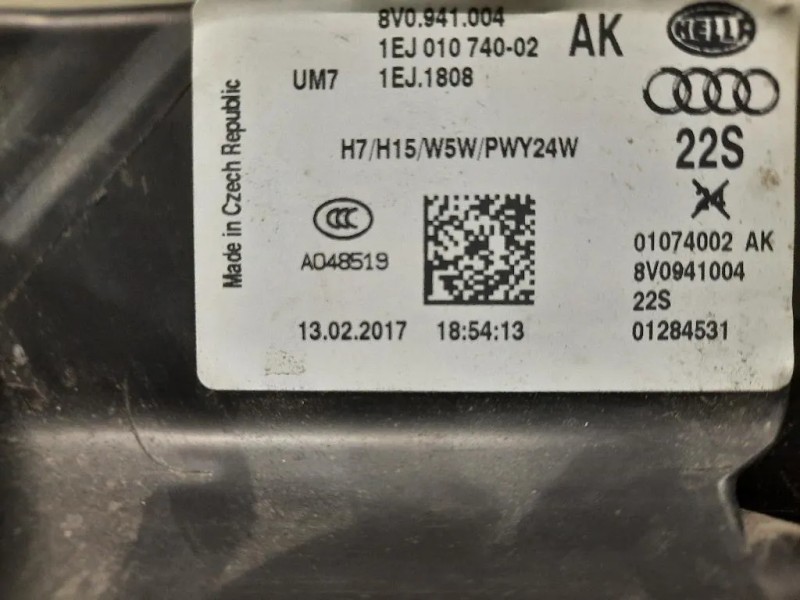 8V0.941.004
1EJ 010 740-02 AK
HELLA
UM7 1EJ.1808
H7/H15/W5W/PWY24W
22S
Made in Czech Republic
CCC
A048519
01074002 AK
8V0941004
22S
13.02.2017 18:54:13
01284531